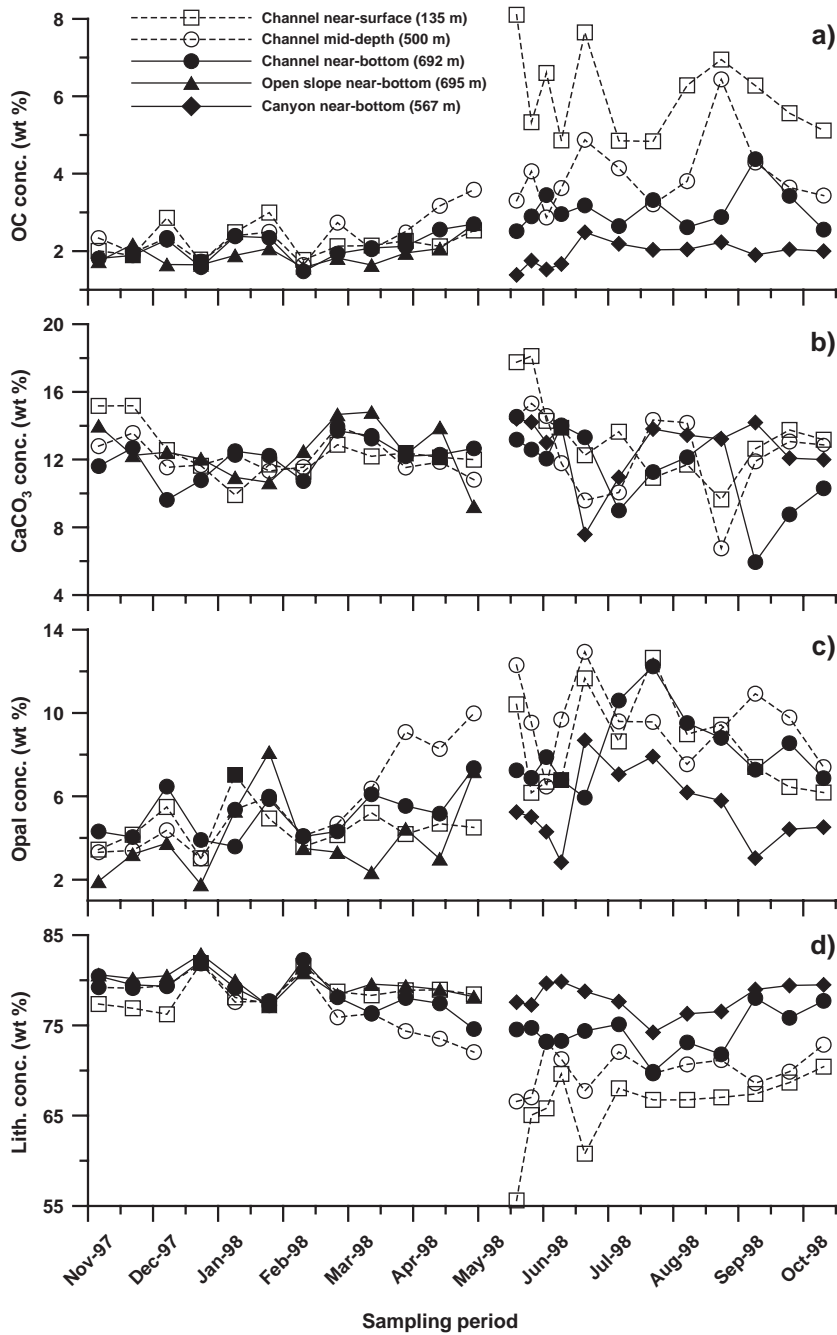 Channel near-surface (135 m)
Channel mid-depth (500 m)
Channel near-bottom (692 m)
Open slope near-bottom (695 m)
Canyon near-bottom (567 m)
a)
OC conc. (wt %)
8
6
4
2
b)
CaCO3 conc. (wt %)
20
16
12
8
4
c)
Opal conc. (wt %)
14
10
6
2
d)
Lith. conc. (wt %)
85
75
65
55
Nov-97 Dec-97 Jan-98 Feb-98 Mar-98 Apr-98 May-98 Jun-98 Jul-98 Aug-98 Sep-98 Oct-98
Sampling period